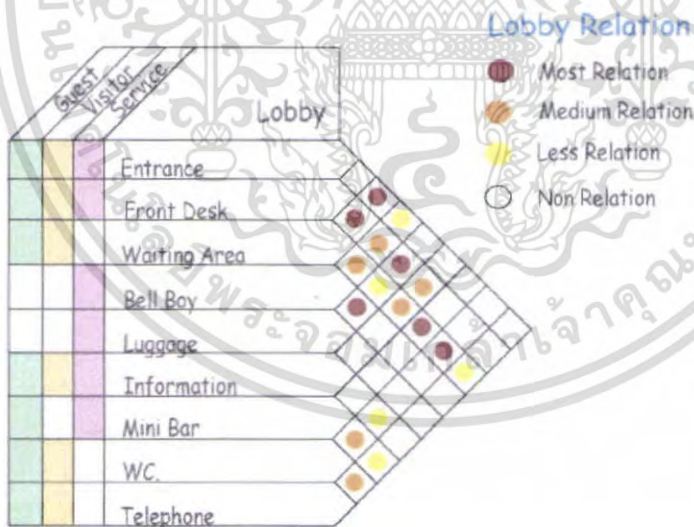 Lobby Relation
Most Relation
Medium Relation
Less Relation
Non Relation
Guest
Visitor
Service
Lobby
Entrance
Front Desk
Waiting Area
Bell Boy
Luggage
Information
Mini Bar
WC.
Telephone